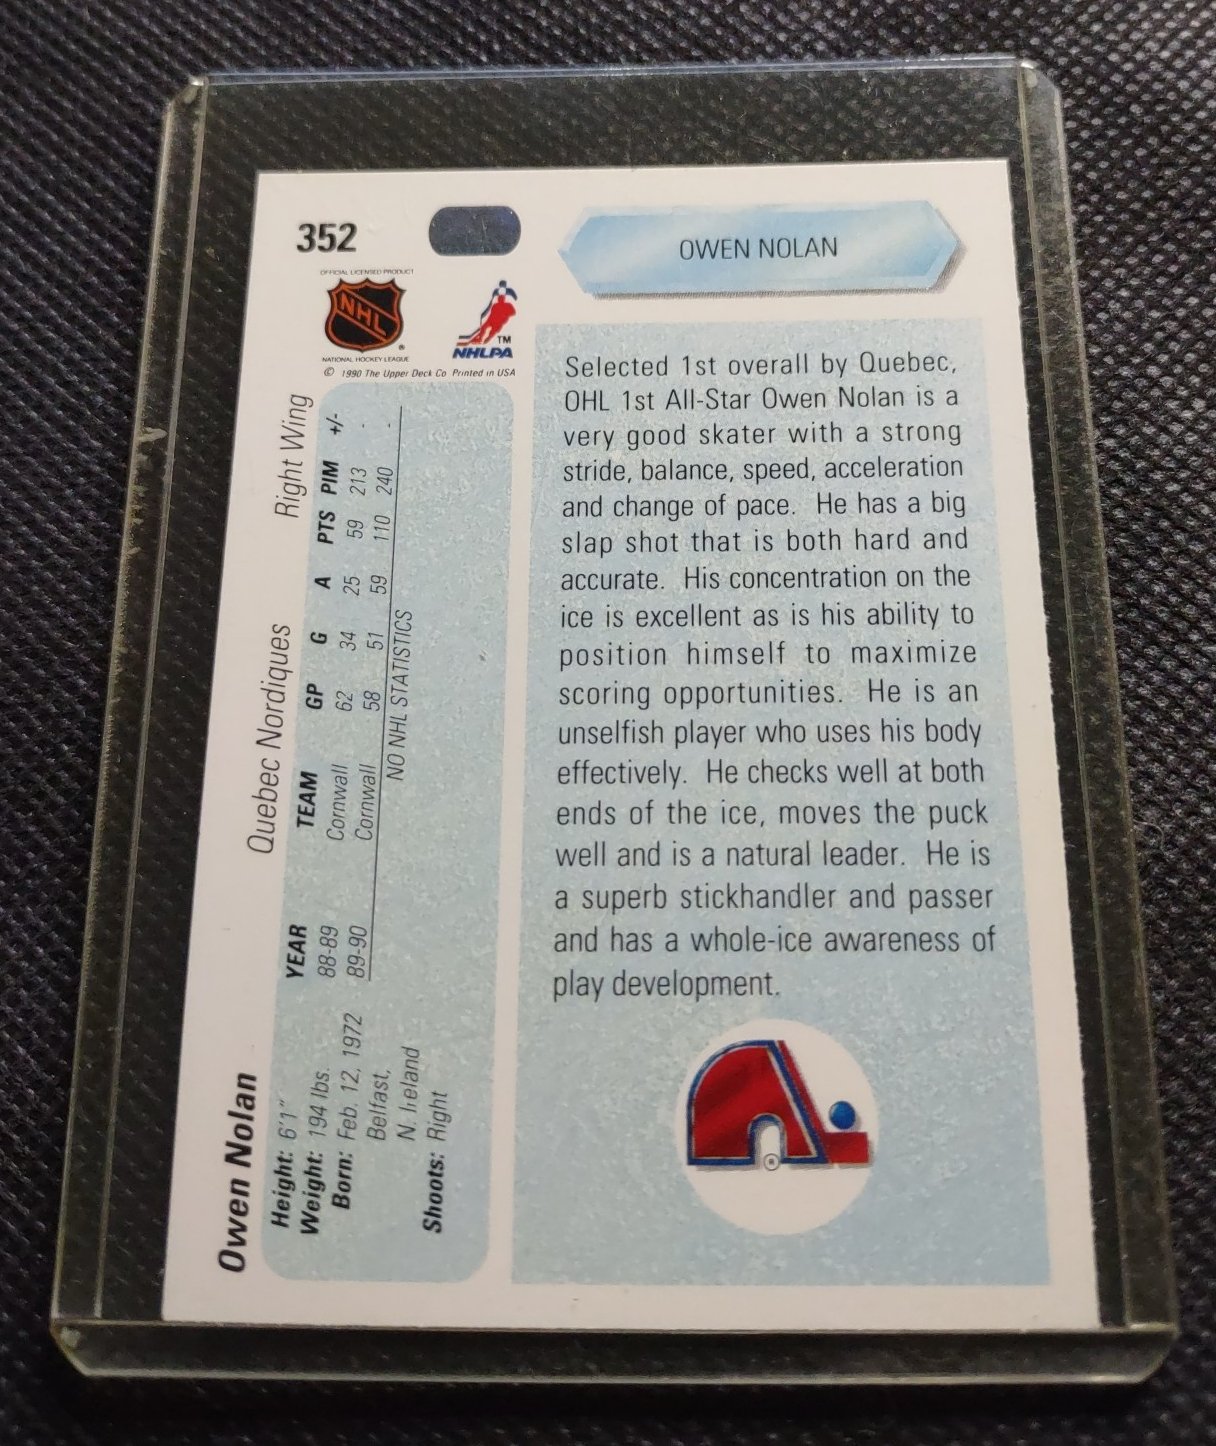 352
OWEN NOLAN
OFFICIAL LICENSED PRODUCT
NHL
®
NATIONAL HOCKEY LEAGUE
TM
NHLPA
© 1990 The Upper Deck Co Printed in USA
Owen Nolan Quebec Nordiques Right Wing
Height: 6'1"
Weight: 194 lbs.
Born: Feb. 12, 1972
Belfast,
N. Ireland
Shoots: Right
YEAR TEAM GP G A PTS PIM +/-
88-89 Cornwall 62 34 25 59 213 -
89-90 Cornwall 58 51 59 110 240 -
NO NHL STATISTICS
Selected 1st overall by Quebec,
OHL 1st All-Star Owen Nolan is a
very good skater with a strong
stride, balance, speed, acceleration
and change of pace. He has a big
slap shot that is both hard and
accurate. His concentration on the
ice is excellent as is his ability to
position himself to maximize
scoring opportunities. He is an
unselfish player who uses his body
effectively. He checks well at both
ends of the ice, moves the puck
well and is a natural leader. He is
a superb stickhandler and passer
and has a whole-ice awareness of
play development.
®